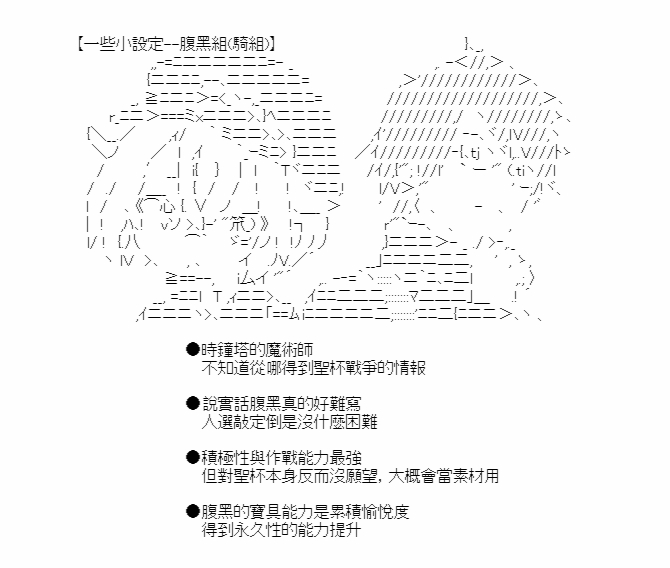 【一些小設定--腹黑組(騎組)】
●時鐘塔的魔術師
不知道從哪得到聖杯戰爭的情報
●說實話腹黑真的好難寫
人選敲定倒是沒什麼困難
●積極性與作戰能力最強
但對聖杯本身反而沒願望，大概會當素材用
●腹黑的寶具能力是累積愉悅度
得到永久性的能力提升